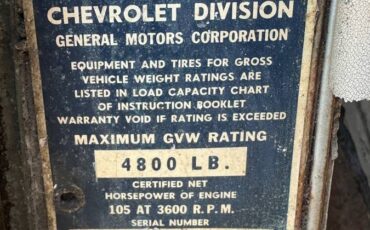 CHEVROLET DIVISION
GENERAL MOTORS CORPORATION
EQUIPMENT AND TIRES FOR GROSS
VEHICLE WEIGHT RATINGS ARE
LISTED IN LOAD CAPACITY CHART
OF INSTRUCTION BOOKLET
WARRANTY VOID IF RATING IS EXCEEDED
MAXIMUM GVW RATING
4800 LB.
CERTIFIED NET
HORSEPOWER OF ENGINE
105 AT 3600 R.P.M.
SERIAL NUMBER